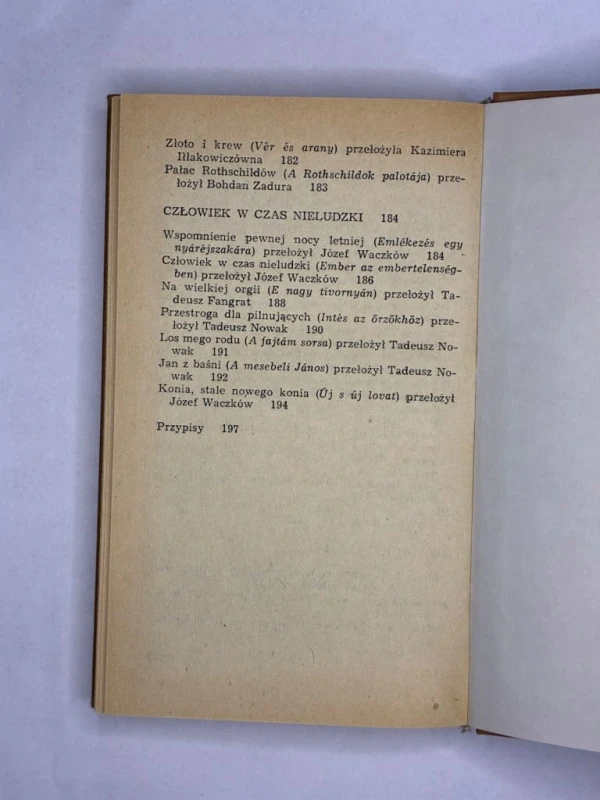 Złoto i krew (Vér és arany) przełożyła Kazimiera
Iłłakowiczówna 182
Pałac Rothschildów (A Rothschildok palotája) prze-
łożył Bohdan Zadura 183
CZŁOWIEK W CZAS NIELUDZKI 184
Wspomnienie pewnej nocy letniej (Emlékezés egy
nyáréjszakára) przełożył Józef Waczków 184
Człowiek w czas nieludzki (Ember az embertelenség-
ben) przełożył Józef Waczków 186
Na wielkiej orgii (E nagy tivornyán) przełożył Ta-
deusz Fangrat 188
Przestroga dla pilnujących (Intés az őrzőkhöz) prze-
łożył Tadeusz Nowak 190
Los mego rodu (A fajtám sorsa) przełożył Tadeusz No-
wak 191
Jan z baśni (A mesebeli János) przełożył Tadeusz No-
wak 192
Konia, stale nowego konia (Új s új lovat) przełożył
Józef Waczków 194
Przypisy 197